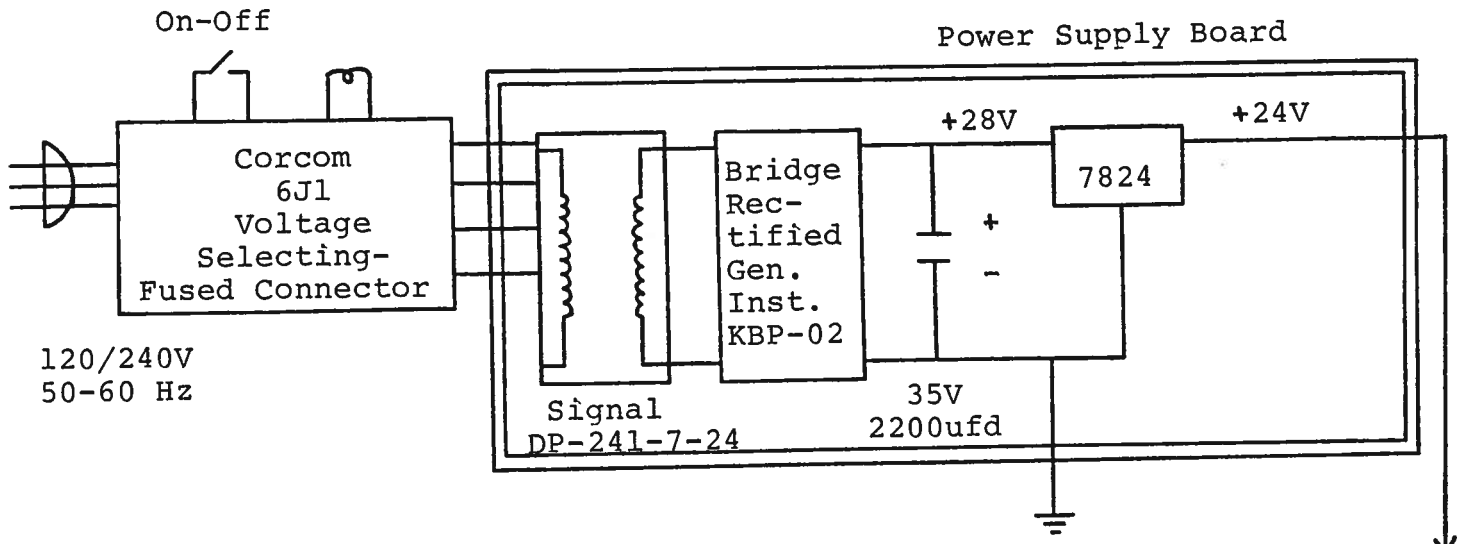 On-Off
Power Supply Board
Corcom
6J1
Voltage
Selecting-
Fused Connector
120/240V
50-60 Hz
Signal
DP-241-7-24
Bridge
Rec-
tified
Gen.
Inst.
KBP-02
+28V
+
-
35V
2200ufd
7824
+24V